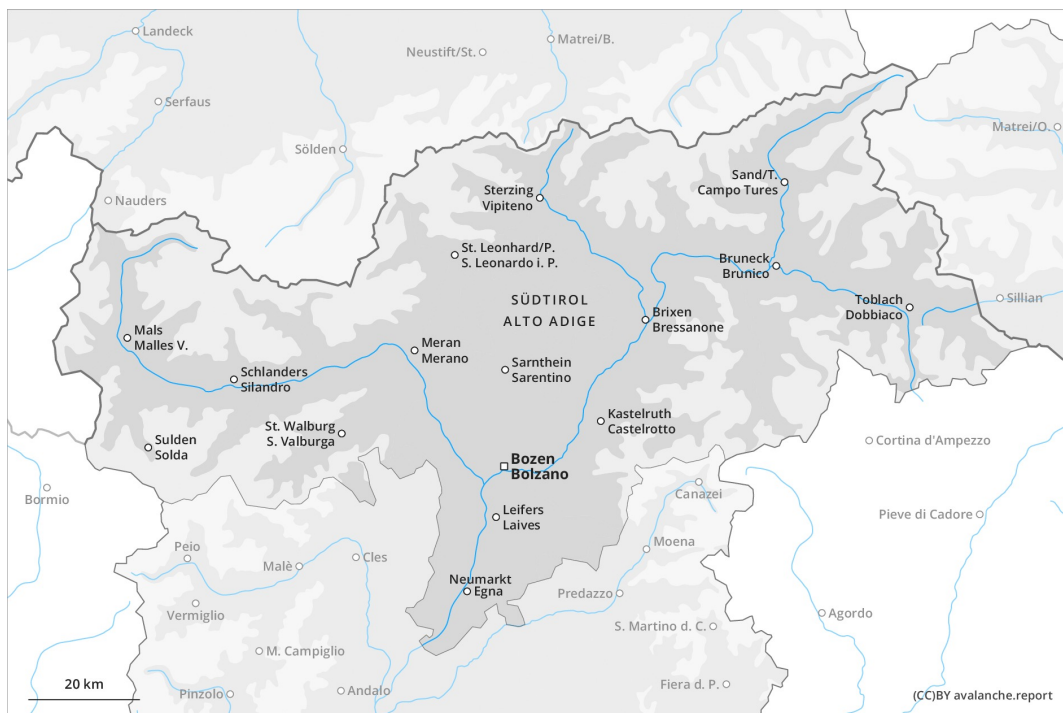 Landeck
Neustift/St.
Matrei/B.
Serfaus
Matrei/O.
Sölden
Sand/T.
Campo Tures
Nauders
Sterzing
Vipiteno
St. Leonhard/P.
S. Leonardo i. P.
Bruneck
Brunico
SÜDTIROL
ALTO ADIGE
Toblach
Dobbiaco
Sillian
Brixen
Bressanone
Mals
Malles V.
Meran
Merano
Sarnthein
Sarentino
Schlanders
Silandro
Kastelruth
Castelrotto
St. Walburg
S. Valburga
Sulden
Solda
Cortina d'Ampezzo
Bozen
Bolzano
Bormio
Canazei
Leifers
Laives
Pieve di Cadore
Peio
Malè
Cles
Moena
Neumarkt
Egna
Predazzo
Vermiglio
Agordo
S. Martino d. C.
M. Campiglio
20 km
Pinzolo
Andalo
Fiera d. P.
(CC)BY avalanche.report